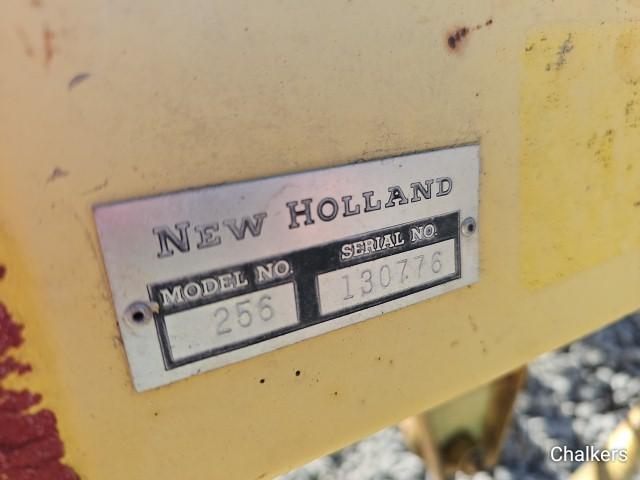 NEW HOLLAND
MODEL NO. SERIAL NO.
256 130776
Chalkers